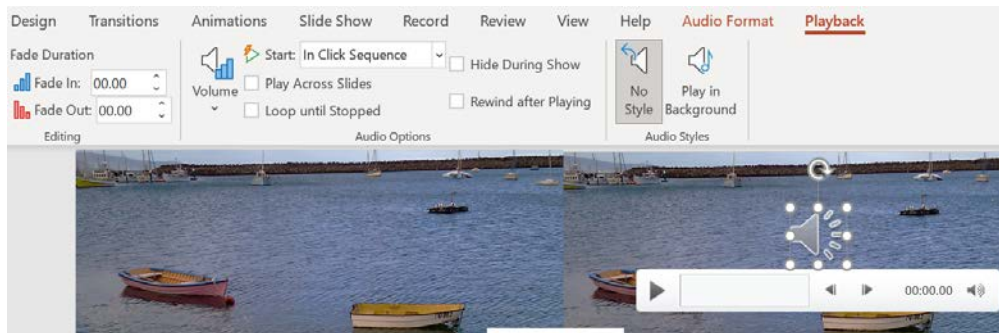 Design Transitions Animations Slide Show Record Review View Help Audio Format Playback
Fade Duration
Fade In: 00.00
Fade Out: 00.00
Editing
Volume
Start: In Click Sequence
Play Across Slides
Loop until Stopped
Hide During Show
Rewind after Playing
Audio Options
No Style
Play in Background
Audio Styles
00:00.00